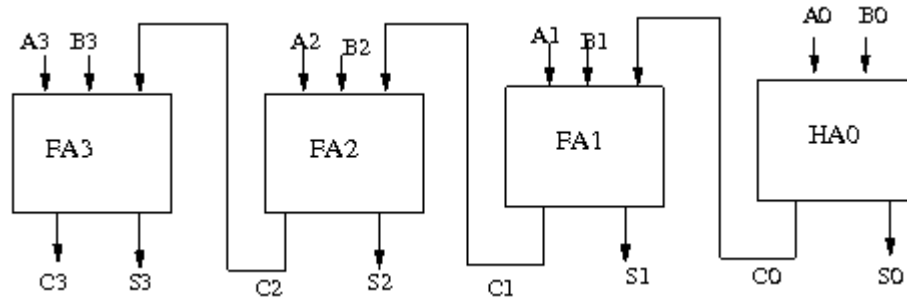 A3 B3 A2 B2 A1 B1 A0 B0
FA3 FA2 FA1 HA0
C3 S3 C2 S2 C1 S1 C0 S0